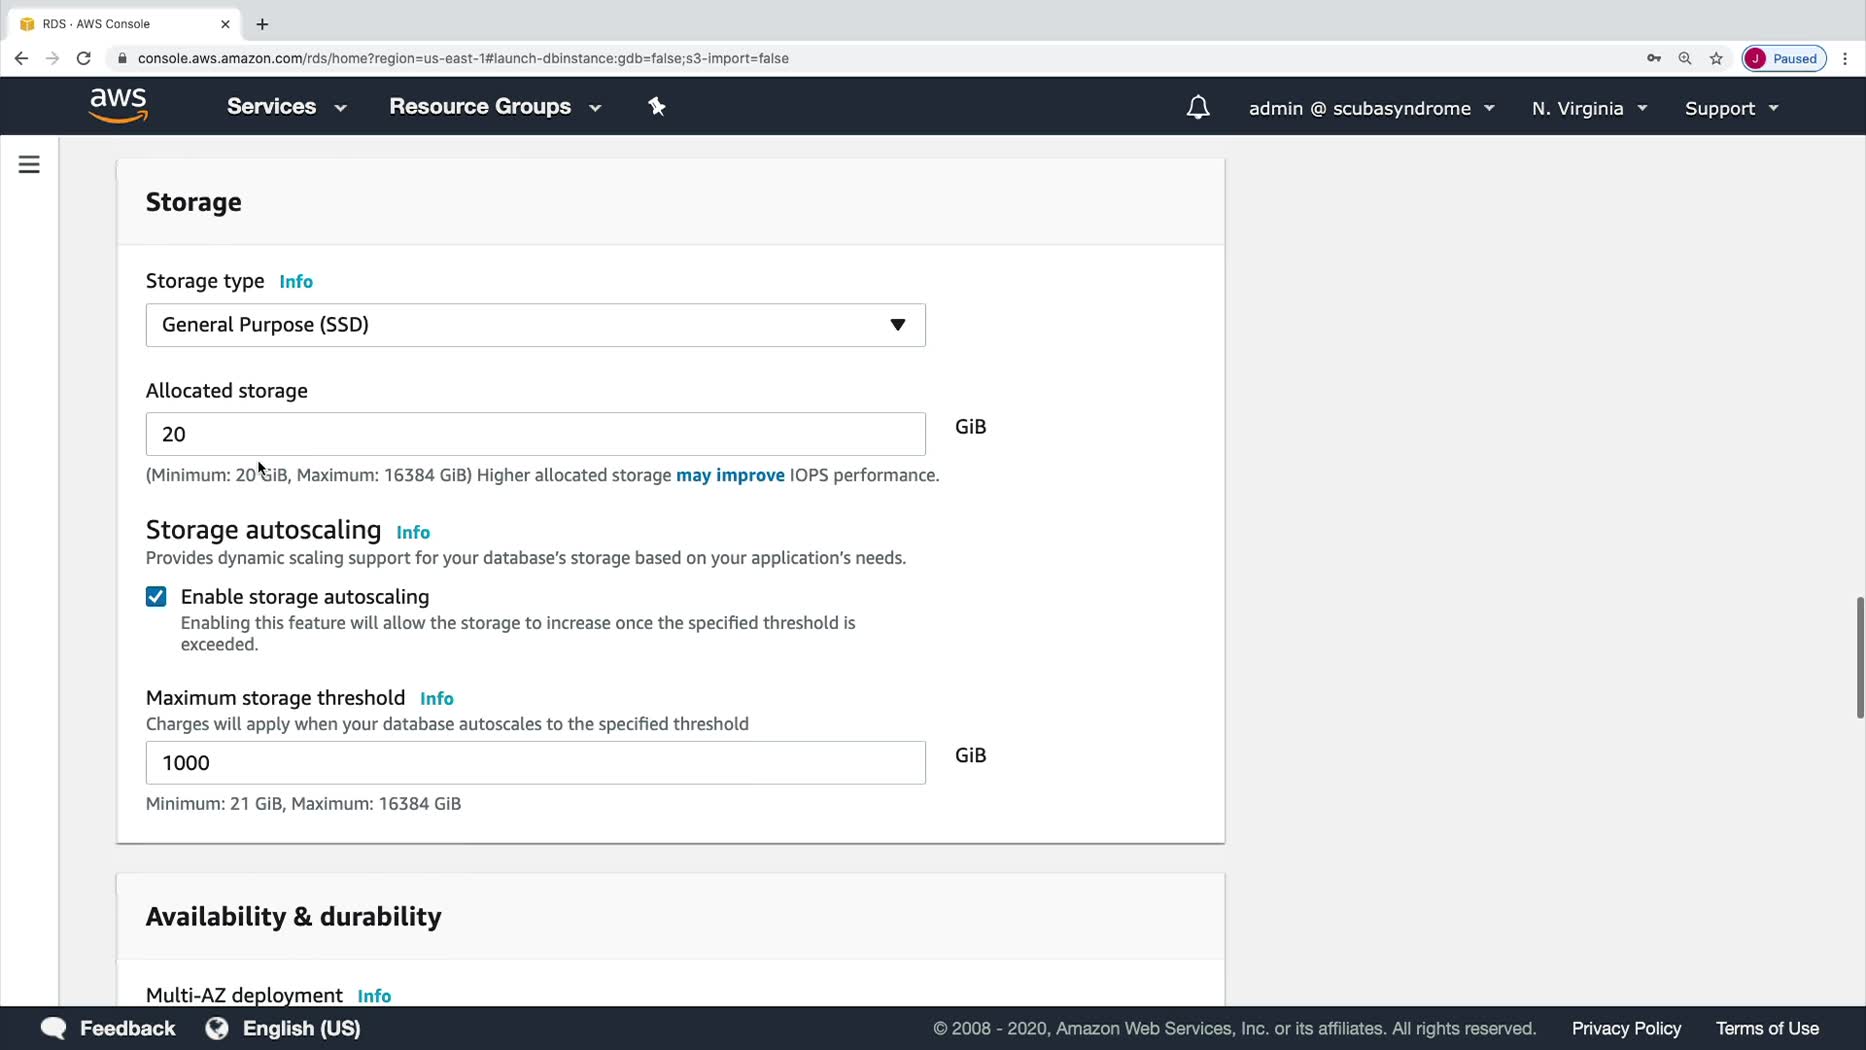 RDS · AWS Console
console.aws.amazon.com/rds/home?region=us-east-1#launch-dbinstance:gdb=false;s3-import=false
J Paused
aws Services Resource Groups admin @ scubasyndrome N. Virginia Support
Storage
Storage type Info
General Purpose (SSD)
Allocated storage
20 GiB
(Minimum: 20 GiB, Maximum: 16384 GiB) Higher allocated storage may improve IOPS performance.
Storage autoscaling Info
Provides dynamic scaling support for your database's storage based on your application's needs.
Enable storage autoscaling
Enabling this feature will allow the storage to increase once the specified threshold is
exceeded.
Maximum storage threshold Info
Charges will apply when your database autoscales to the specified threshold
1000 GiB
Minimum: 21 GiB, Maximum: 16384 GiB
Availability & durability
Multi-AZ deployment Info
Feedback English (US) © 2008 - 2020, Amazon Web Services, Inc. or its affiliates. All rights reserved. Privacy Policy Terms of Use